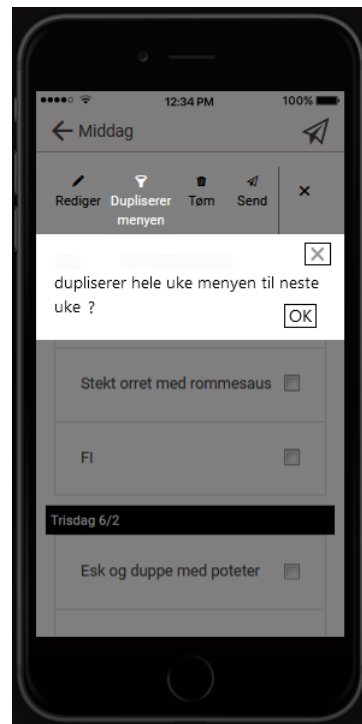 12:34 PM 100%
Middag
Rediger Dupliserer menyen Tøm Send ×
dupliserer hele uke menyen til neste
uke ?
OK
Stekt orret med rommesaus
FI
Trisdag 6/2
Esk og duppe med poteter